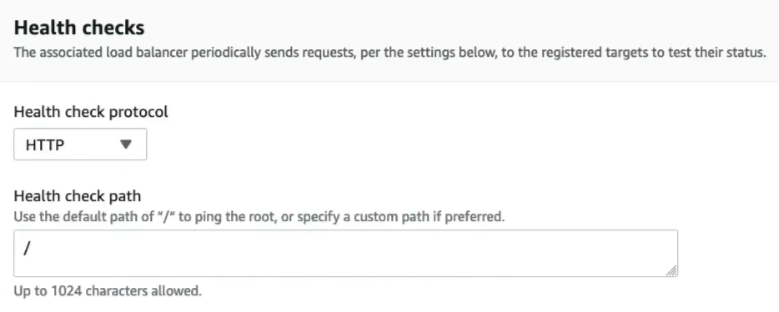 Health checks
The associated load balancer periodically sends requests, per the settings below, to the registered targets to test their status.
Health check protocol
HTTP
Health check path
Use the default path of "/" to ping the root, or specify a custom path if preferred.
/
Up to 1024 characters allowed.